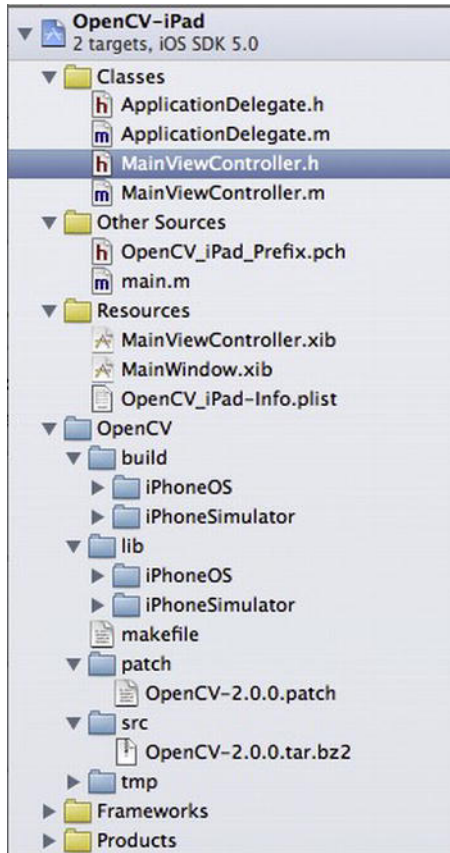 OpenCV-iPad
2 targets, iOS SDK 5.0
Classes
h ApplicationDelegate.h
m ApplicationDelegate.m
h MainViewController.h
m MainViewController.m
Other Sources
h OpenCV_iPad_Prefix.pch
m main.m
Resources
MainViewController.xib
MainWindow.xib
OpenCV_iPad-Info.plist
OpenCV
build
iPhoneOS
iPhoneSimulator
lib
iPhoneOS
iPhoneSimulator
makefile
patch
OpenCV-2.0.0.patch
src
OpenCV-2.0.0.tar.bz2
tmp
Frameworks
Products